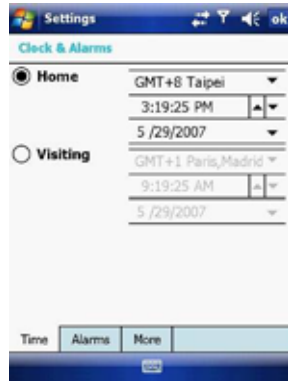 Settings
ok
Clock & Alarms
Home
GMT+8 Taipei
3:19:25 PM
5 /29/2007
Visiting
GMT+1 Paris,Madrid
9:19:25 AM
5 /29/2007
Time Alarms More